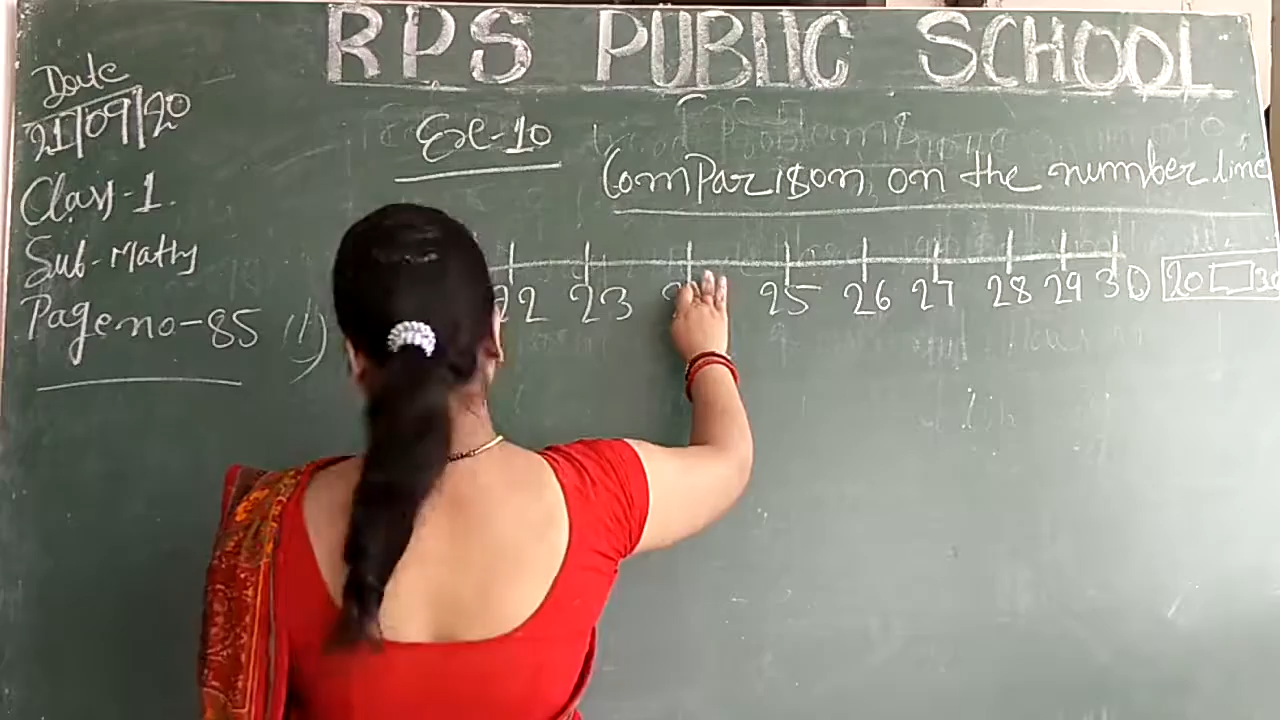 RPS PUBLIC SCHOOL
Date
21/09/20
Ex-10
Class-1.
Comparison on the number line
Sub-Maths
Page no-85
(1) 22 23 25 26 27 28 29 30 20 30